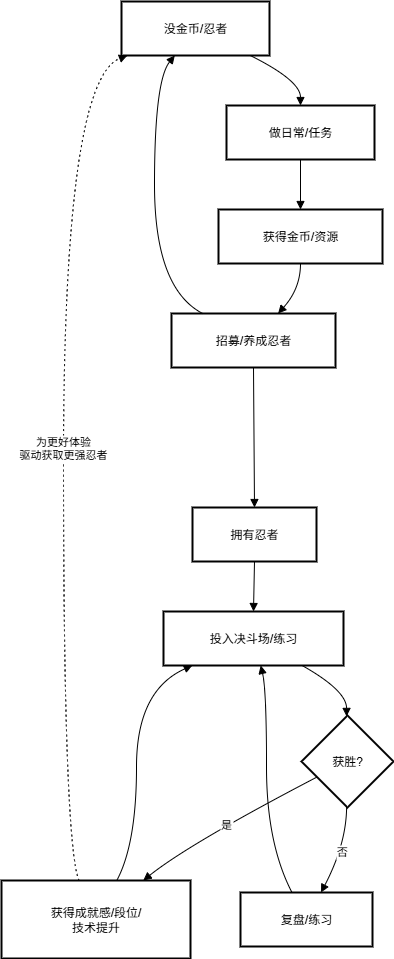 没金币/忍者
做日常/任务
获得金币/资源
招募/养成忍者
为更好体验
驱动获取更强忍者
拥有忍者
投入决斗场/练习
获胜?
是
否
获得成就感/段位/
技术提升
复盘/练习